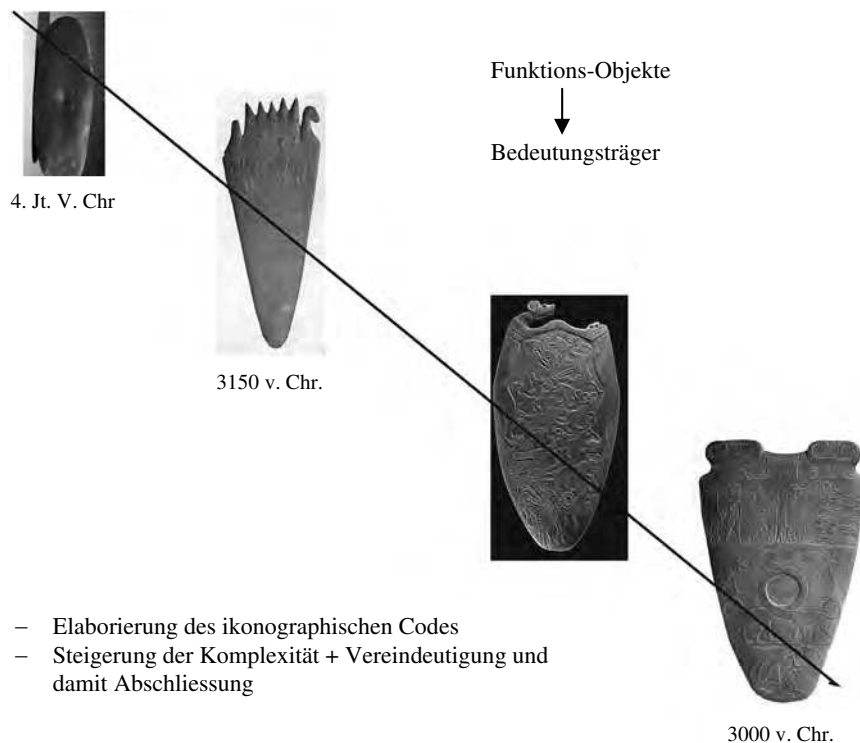 Funktions-Objekte
Bedeutungsträger
4. Jt. V. Chr
3150 v. Chr.
– Elaborierung des ikonographischen Codes
– Steigerung der Komplexität + Vereindeutigung und
damit Abschliessung
3000 v. Chr.